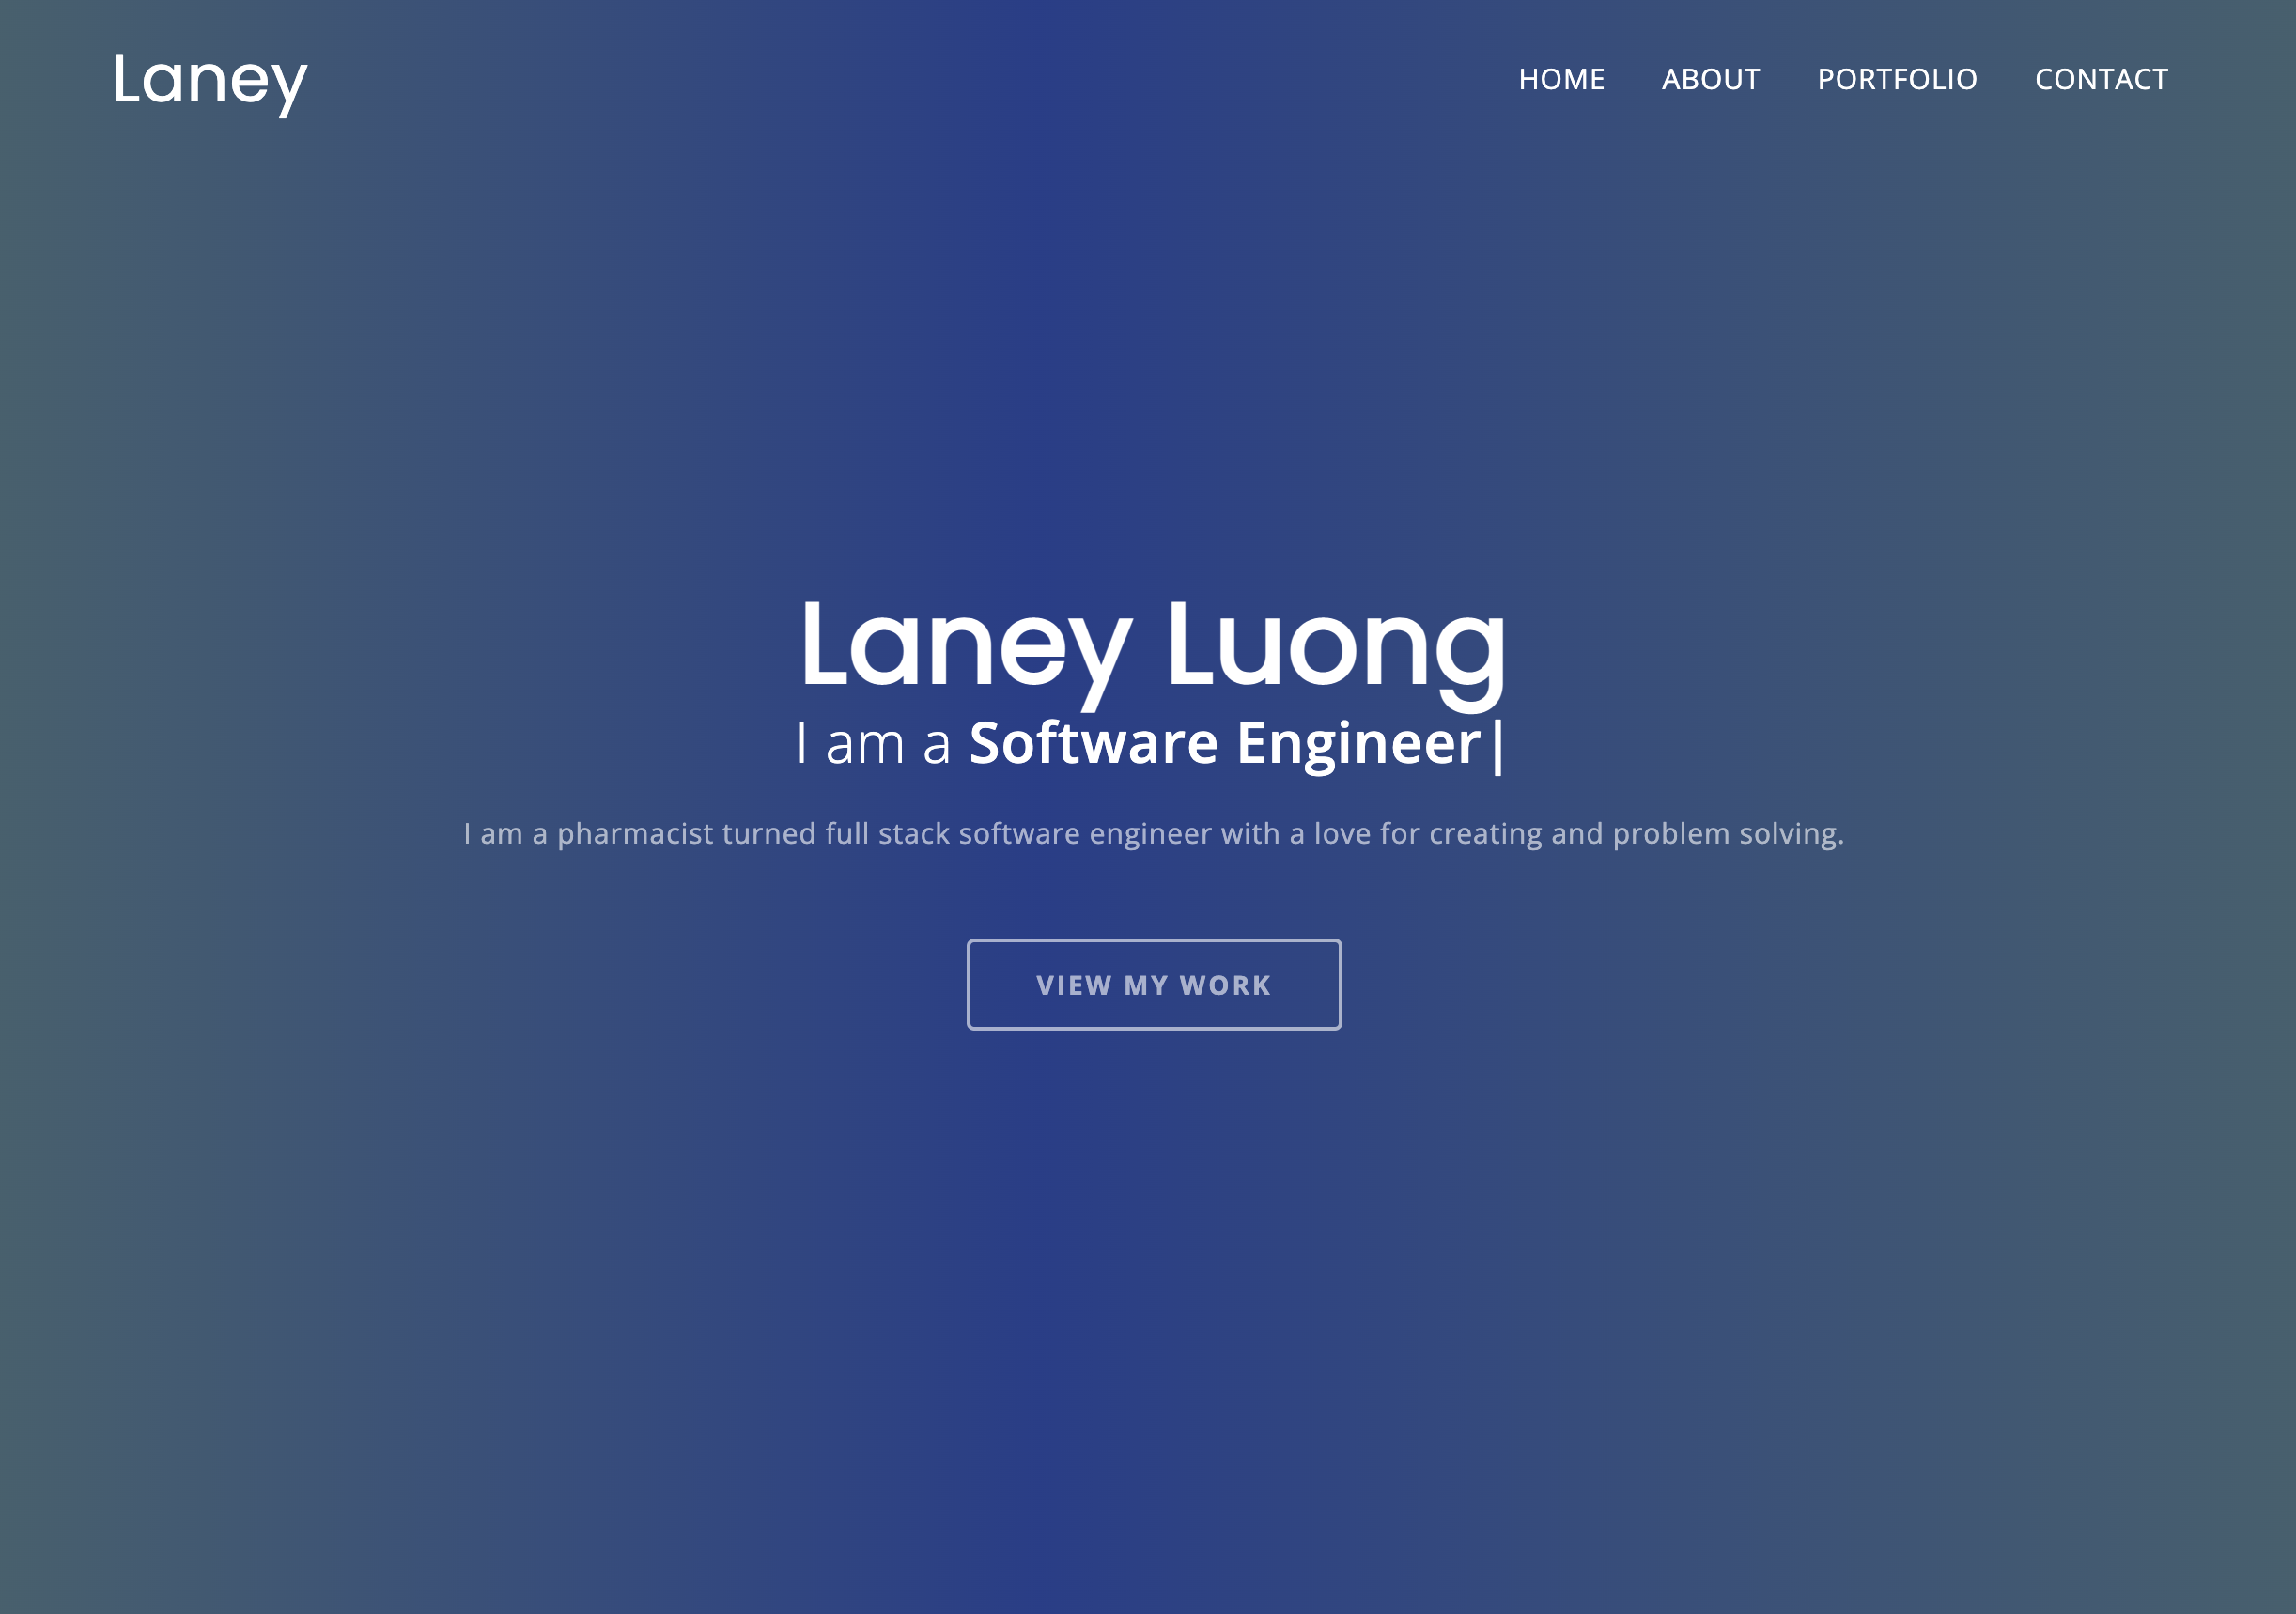 Laney
HOME ABOUT PORTFOLIO CONTACT
Laney Luong
I am a Software Engineer|
I am a pharmacist turned full stack software engineer with a love for creating and problem solving.
VIEW MY WORK